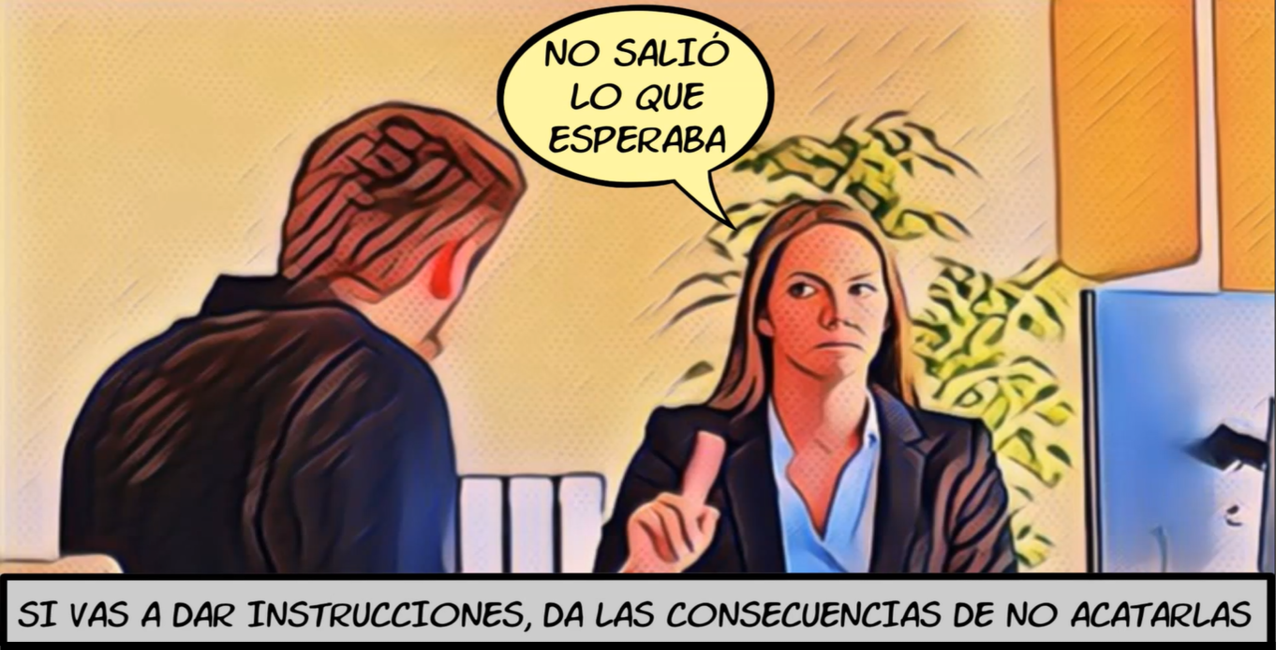 NO SALIÓ
LO QUE
ESPERABA
SI VAS A DAR INSTRUCCIONES, DA LAS CONSECUENCIAS DE NO ACATARLAS